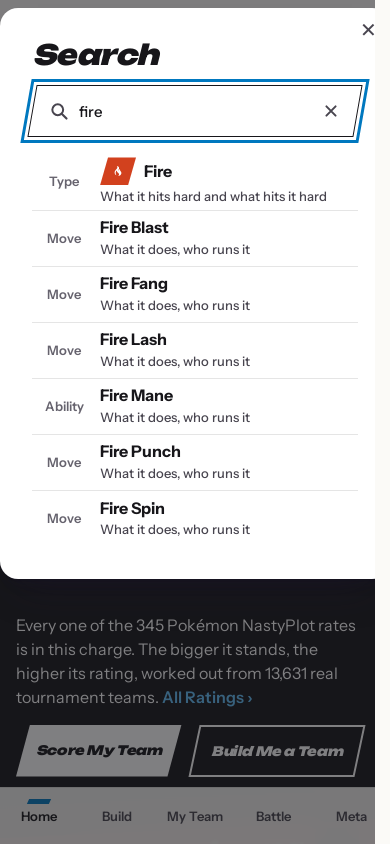 Search
fire
Type
Fire
What it hits hard and what hits it hard
Move
Fire Blast
What it does, who runs it
Move
Fire Fang
What it does, who runs it
Move
Fire Lash
What it does, who runs it
Ability
Fire Mane
What it does, who runs it
Move
Fire Punch
What it does, who runs it
Move
Fire Spin
What it does, who runs it
Every one of the 345 Pokémon NastyPlot rates
is in this charge. The bigger it stands, the
higher its rating, worked out from 13,631 real
tournament teams. All Ratings ›
Score My Team
Build Me a Team
Home
Build
My Team
Battle
Meta